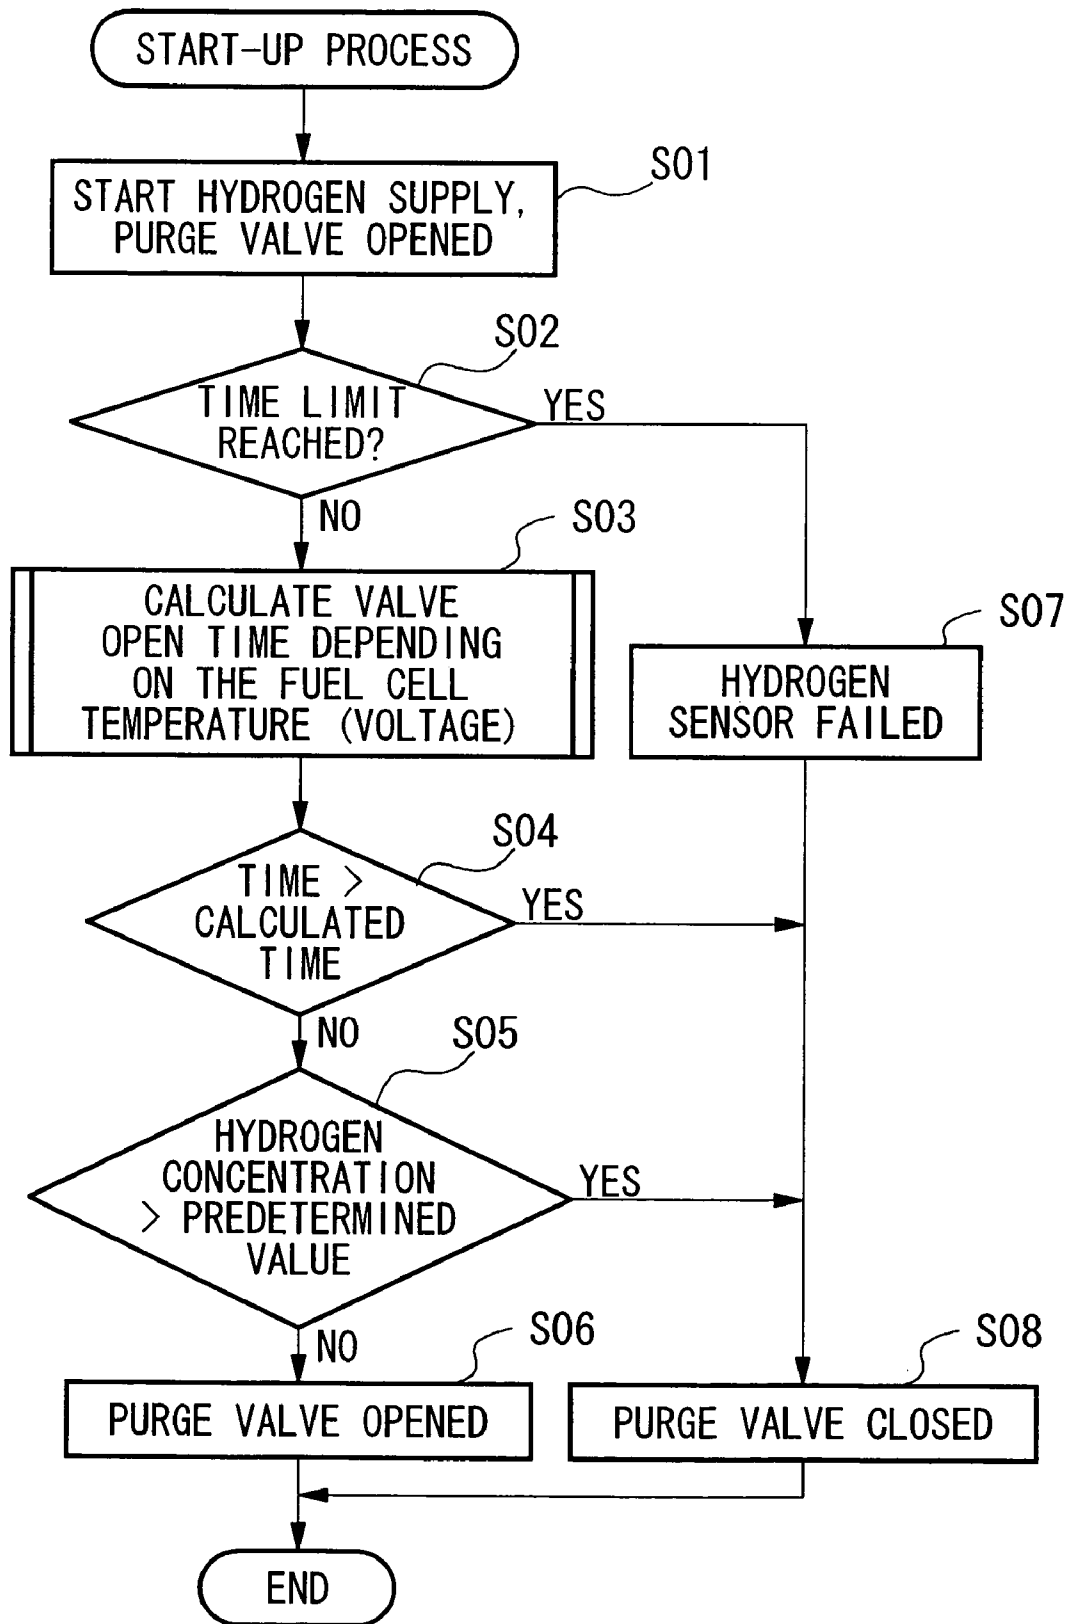 START-UP PROCESS
S01
START HYDROGEN SUPPLY,
PURGE VALVE OPENED
S02
TIME LIMIT
REACHED?
YES
NO
S03
CALCULATE VALVE
OPEN TIME DEPENDING
ON THE FUEL CELL
TEMPERATURE (VOLTAGE)
S07
HYDROGEN
SENSOR FAILED
S04
TIME >
CALCULATED
TIME
YES
NO
S05
HYDROGEN
CONCENTRATION
> PREDETERMINED
VALUE
YES
NO
S06
PURGE VALVE OPENED
S08
PURGE VALVE CLOSED
END